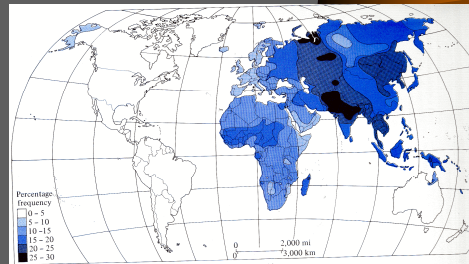 Percentage
frequency
0 – 5
5 – 10
10 – 15
15 – 20
20 – 25
25 – 30
0 2,000 mi
0 3,000 km